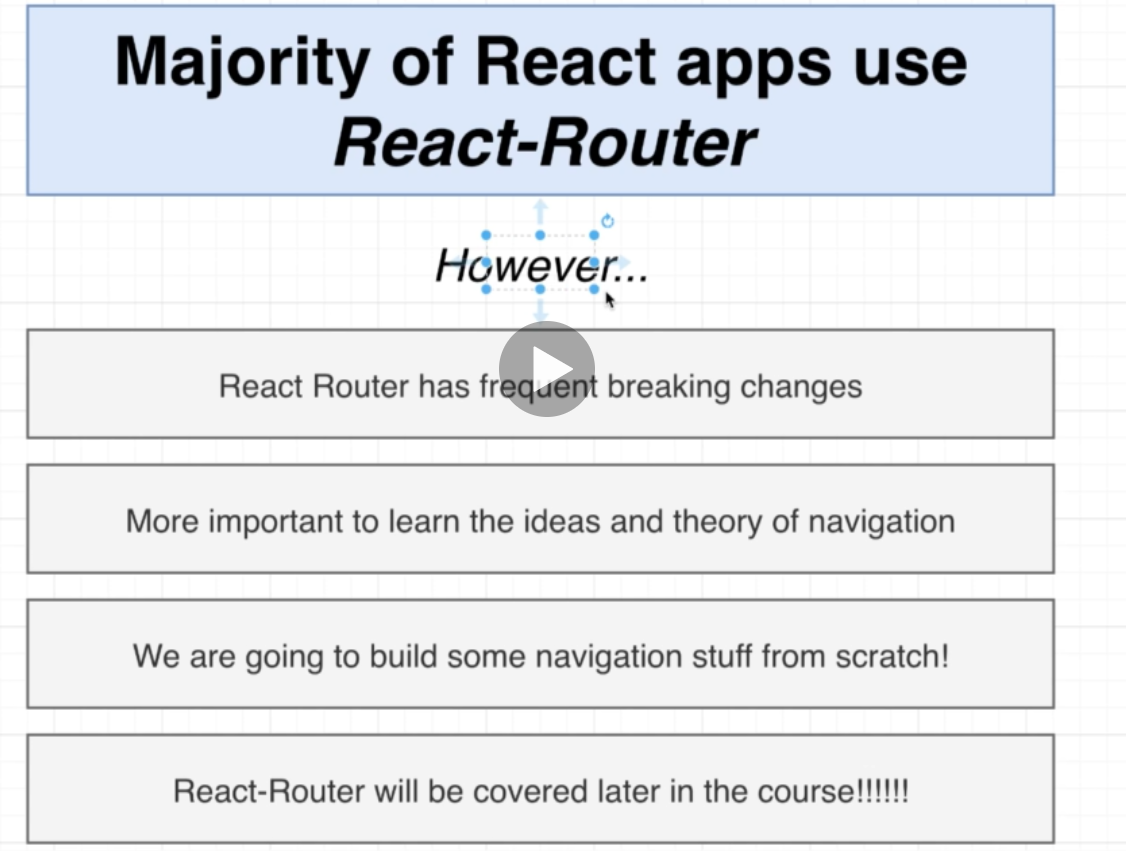 Majority of React apps use
React-Router
However...
React Router has frequent breaking changes
More important to learn the ideas and theory of navigation
We are going to build some navigation stuff from scratch!
React-Router will be covered later in the course!!!!!!